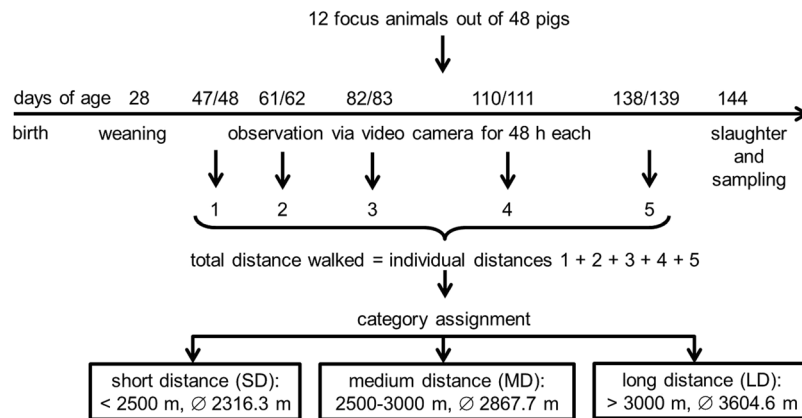 12 focus animals out of 48 pigs
days of age 28 47/48 61/62 82/83 110/111 138/139 144
birth weaning observation via video camera for 48 h each slaughter
and
sampling
1 2 3 4 5
total distance walked = individual distances 1 + 2 + 3 + 4 + 5
category assignment
short distance (SD):
< 2500 m, ∅ 2316.3 m
medium distance (MD):
2500-3000 m, ∅ 2867.7 m
long distance (LD):
> 3000 m, ∅ 3604.6 m